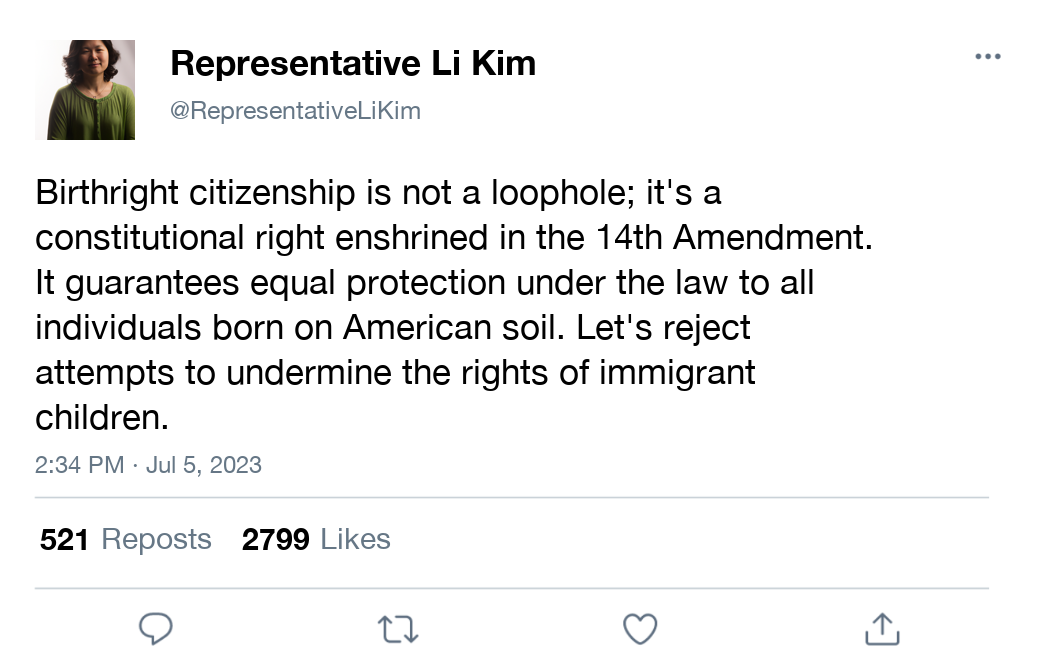 Representative Li Kim
@RepresentativeLiKim
Birthright citizenship is not a loophole; it's a
constitutional right enshrined in the 14th Amendment.
It guarantees equal protection under the law to all
individuals born on American soil. Let's reject
attempts to undermine the rights of immigrant
children.
2:34 PM · Jul 5, 2023
521 Reposts 2799 Likes